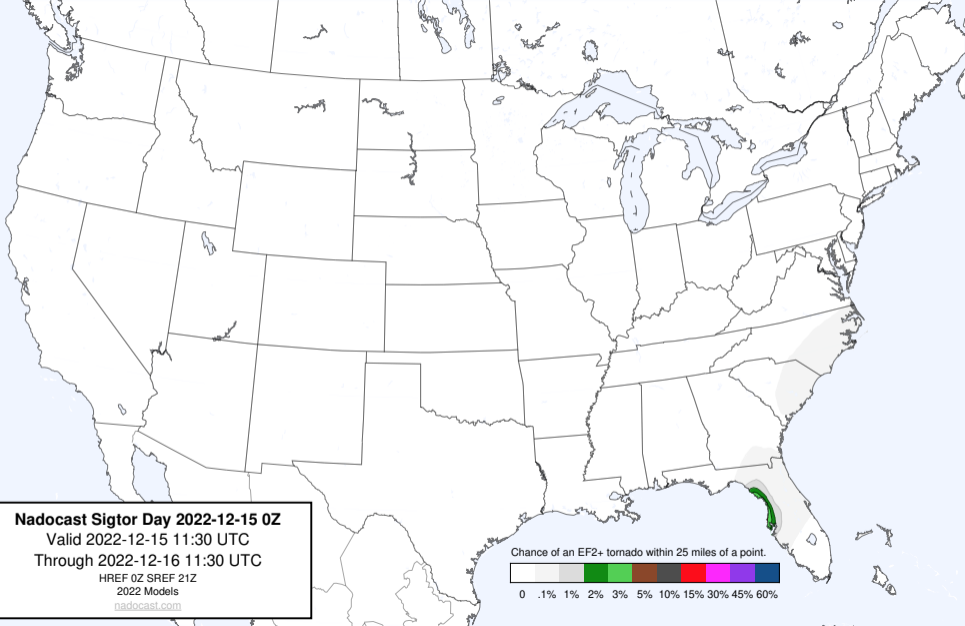 Nadocast Sigtor Day 2022-12-15 0Z
Valid 2022-12-15 11:30 UTC
Through 2022-12-16 11:30 UTC
HREF 0Z SREF 21Z
2022 Models
nadocast.com
Chance of an EF2+ tornado within 25 miles of a point.
0 .1% 1% 2% 3% 5% 10% 15% 30% 45% 60%